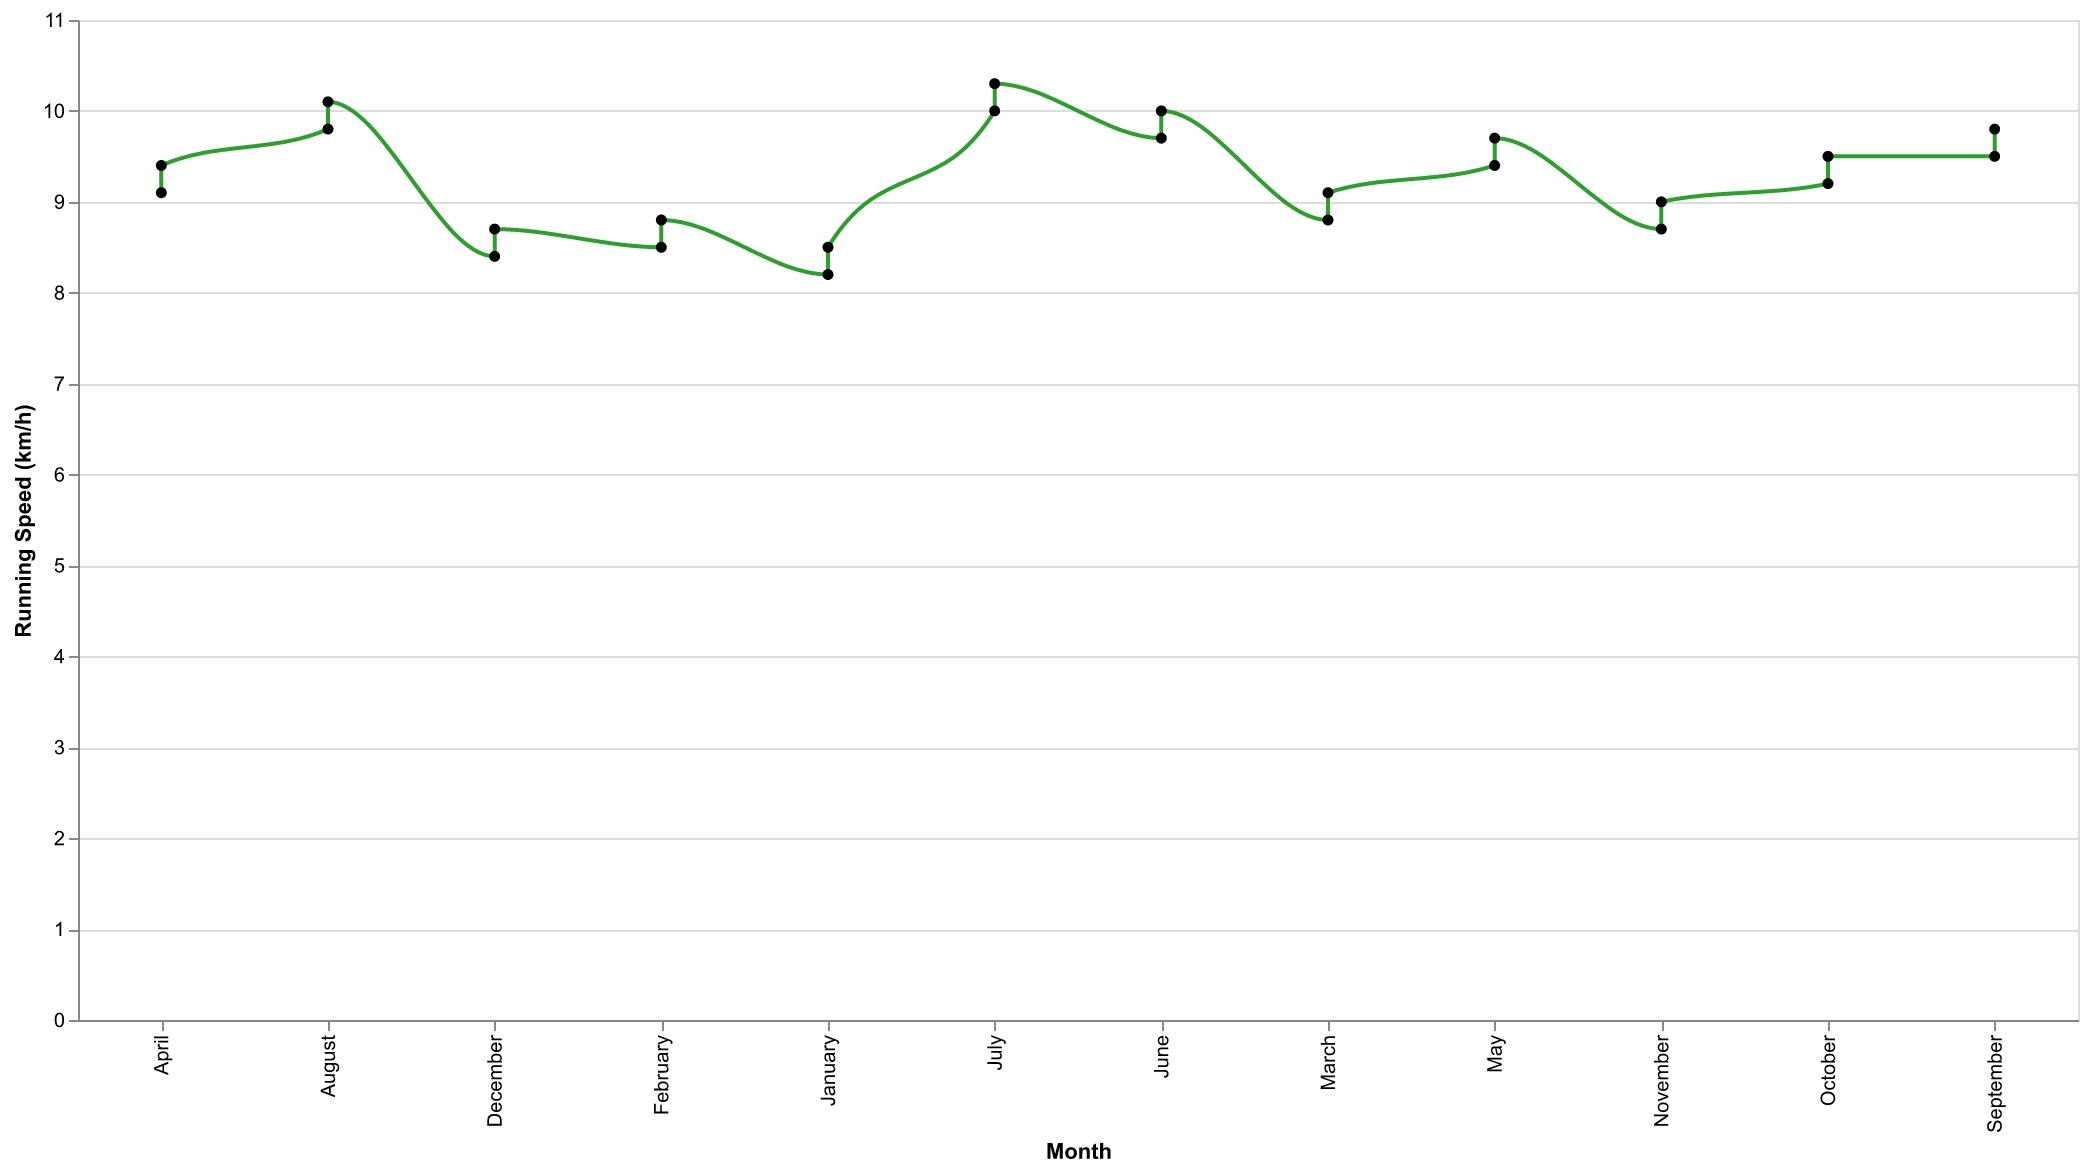 11
10
9
8
7
6
5
4
3
2
1
0
Running Speed (km/h)
April
August
December
February
January
July
June
March
May
November
October
September
Month